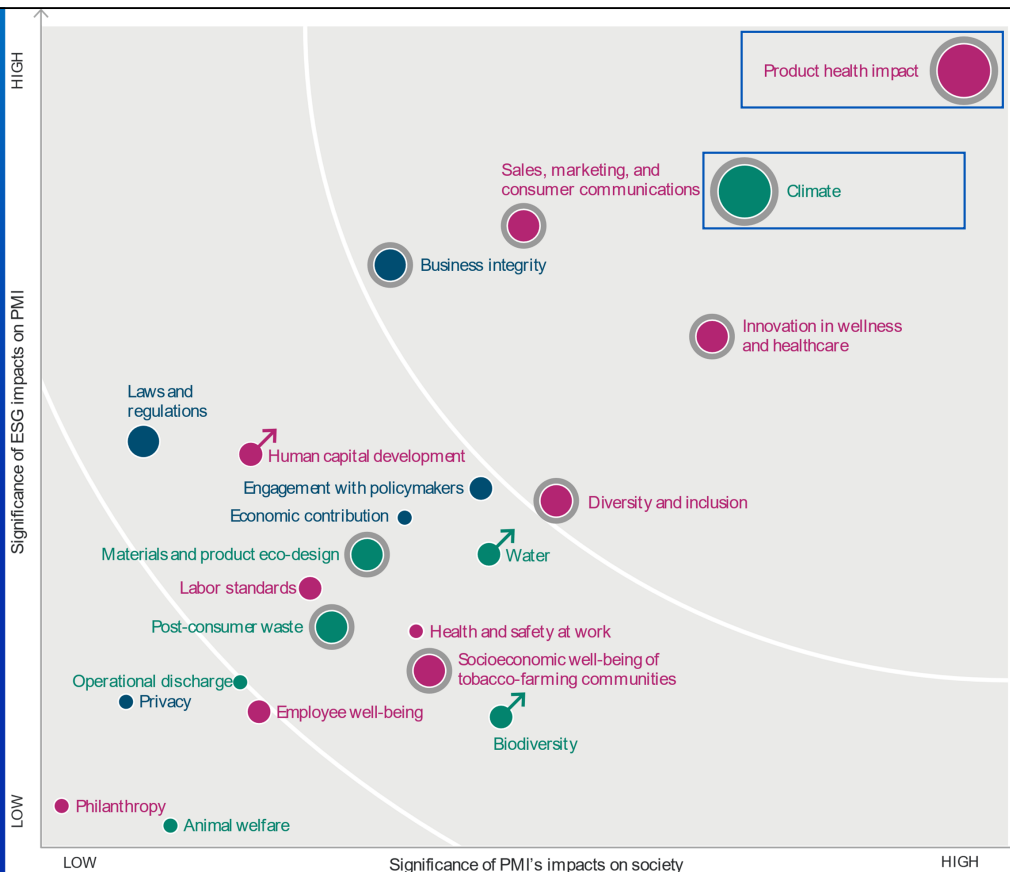 HIGH
Product health impact
Sales, marketing, and
consumer communications
Climate
Business integrity
Innovation in wellness
and healthcare
Significance of ESG impacts on PMI
Laws and
regulations
Human capital development
Engagement with policymakers
Diversity and inclusion
Economic contribution
Materials and product eco-design
Water
Labor standards
Post-consumer waste
Health and safety at work
Socioeconomic well-being of
tobacco-farming communities
Operational discharge
Privacy
Employee well-being
Biodiversity
LOW
Philanthropy
Animal welfare
LOW
Significance of PMI's impacts on society
HIGH